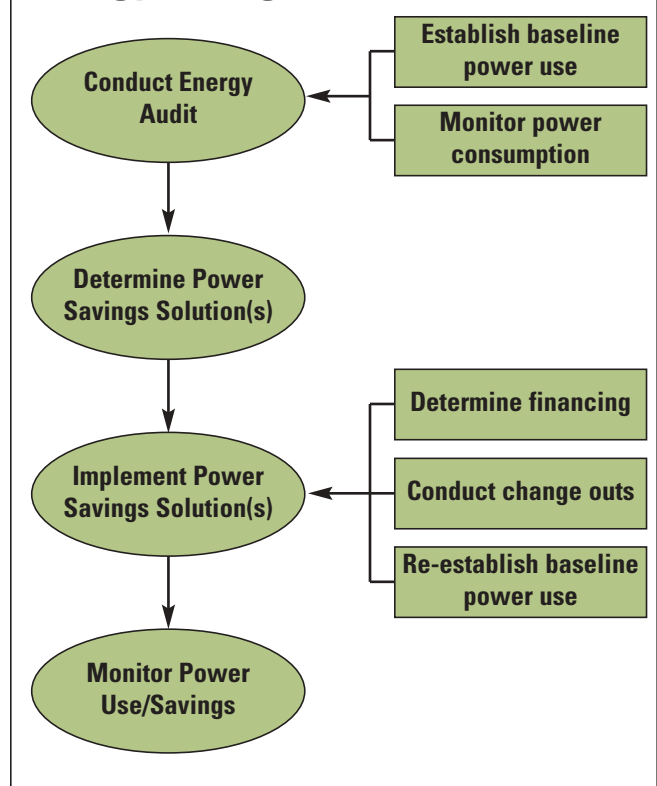 Establish baseline
power use
Conduct Energy
Audit
Monitor power
consumption
Determine Power
Savings Solution(s)
Determine financing
Implement Power
Savings Solution(s)
Conduct change outs
Re-establish baseline
power use
Monitor Power
Use/Savings